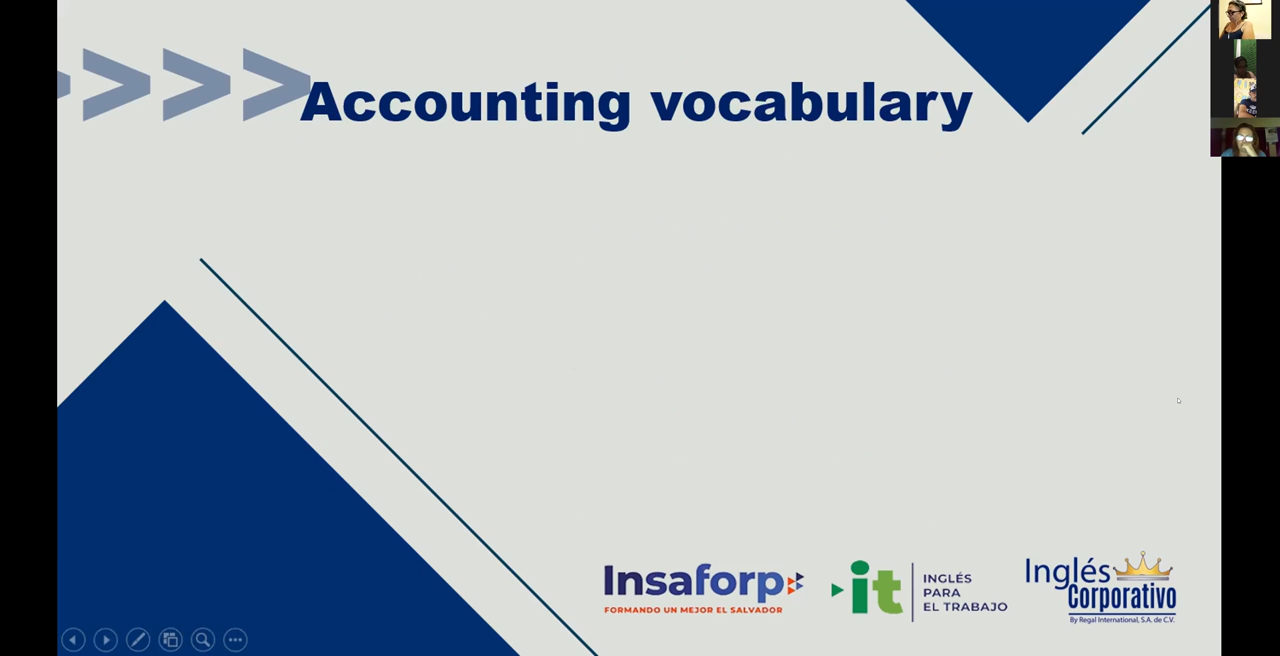 >>>>
Accounting vocabulary
Insaforp
FORMANDO UN MEJOR EL SALVADOR
it
INGLÉS
PARA
EL TRABAJO
Inglés
Corporativo
By Regal International, S.A. de C.V.